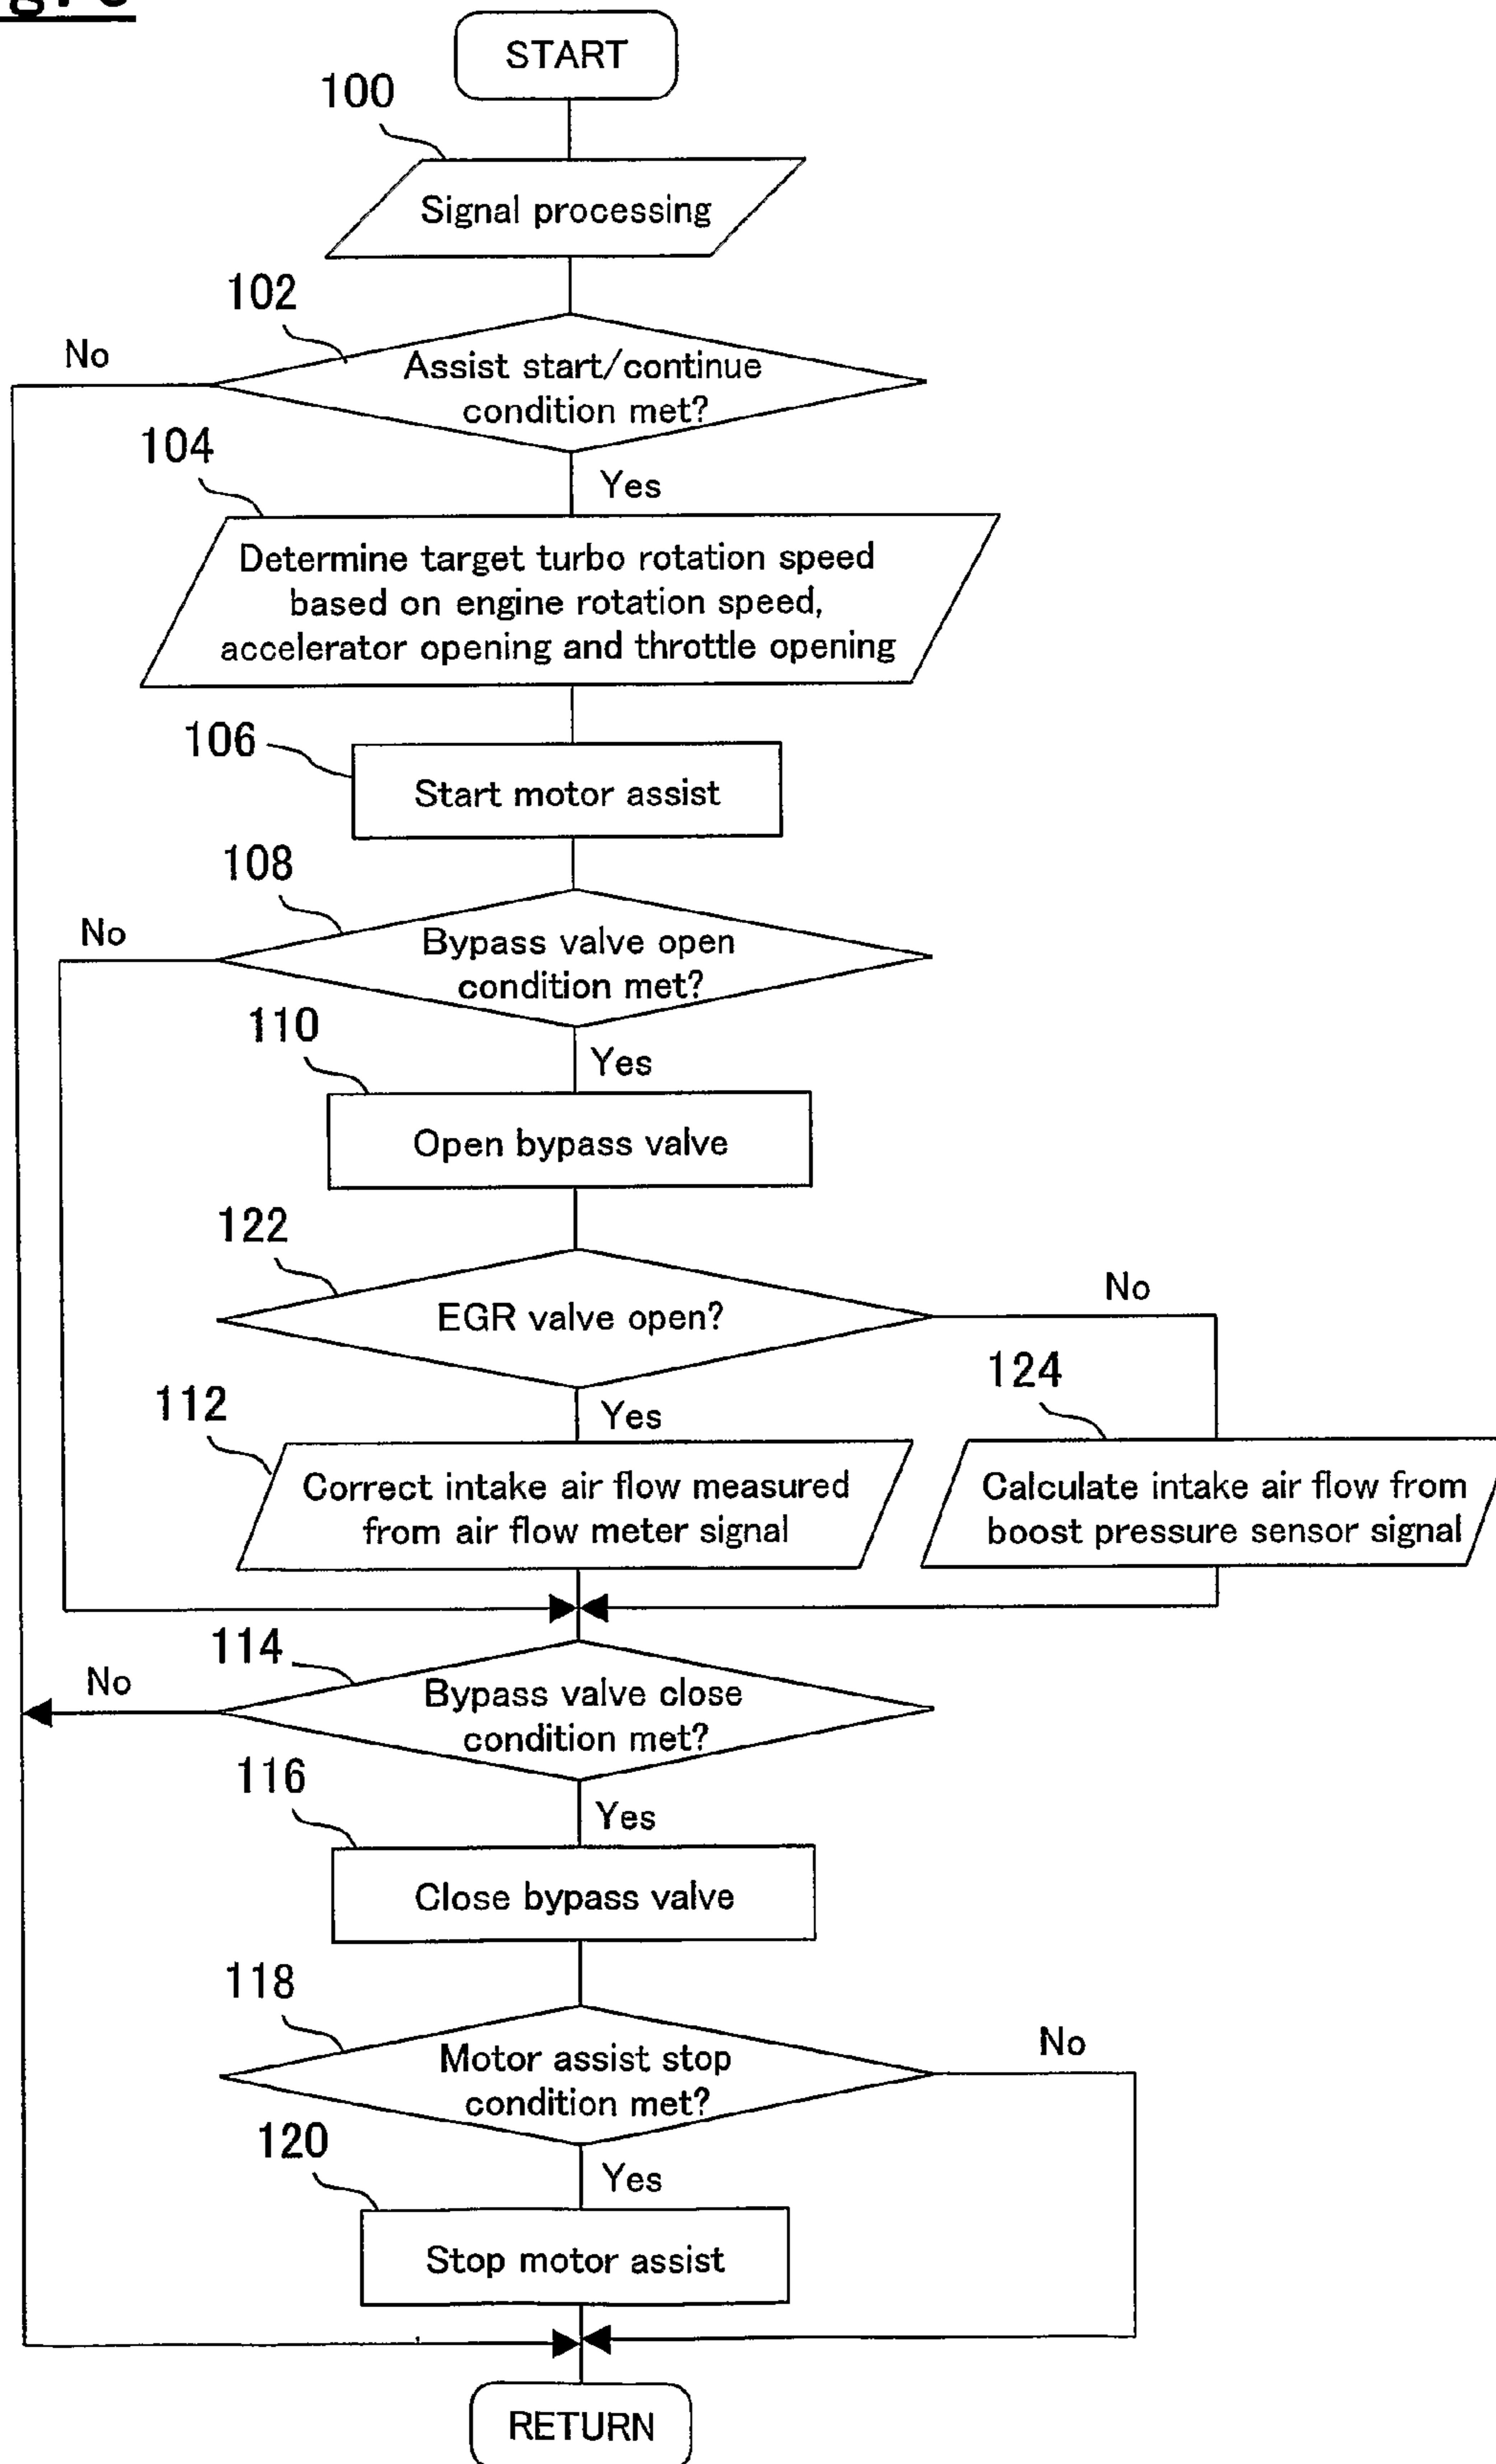 START
100
Signal processing
102
No
Assist start/continue
condition met?
104
Yes
Determine target turbo rotation speed
based on engine rotation speed,
accelerator opening and throttle opening
106
Start motor assist
108
No
Bypass valve open
condition met?
110
Yes
Open bypass valve
122
No
EGR valve open?
124
112
Yes
Correct intake air flow measured
from air flow meter signal
Calculate intake air flow from
boost pressure sensor signal
114
No
Bypass valve close
condition met?
116
Yes
Close bypass valve
118
No
Motor assist stop
condition met?
120
Yes
Stop motor assist
RETURN